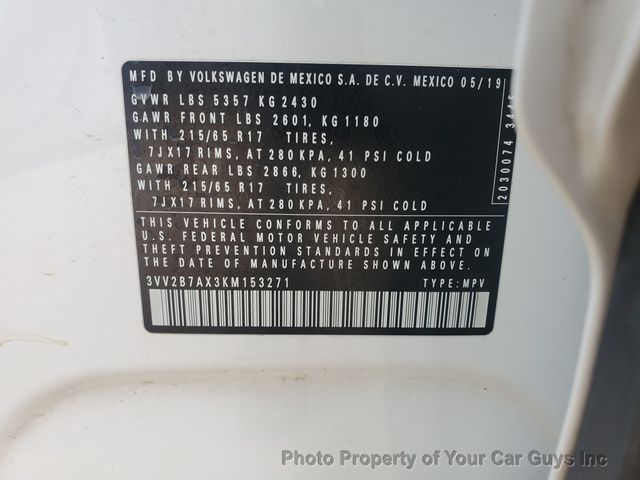 MFD BY VOLKSWAGEN DE MEXICO S.A. DE C.V. MEXICO 05/19
GVWR LBS 5357 KG 2430
GAWR FRONT LBS 2601, KG 1180
WITH 215/65 R17 TIRES,
7JX17 RIMS, AT 280 KPA, 41 PSI COLD
GAWR REAR LBS 2866, KG 1300
WITH 215/65 R17 TIRES,
7JX17 RIMS, AT 280 KPA, 41 PSI COLD
THIS VEHICLE CONFORMS TO ALL APPLICABLE
U.S. FEDERAL MOTOR VEHICLE SAFETY AND
THEFT PREVENTION STANDARDS IN EFFECT ON
THE DATE OF MANUFACTURE SHOWN ABOVE.
3VV2B7AX3KM153271 TYPE: MPV
2030074 3415
Photo Property of Your Car Guys Inc